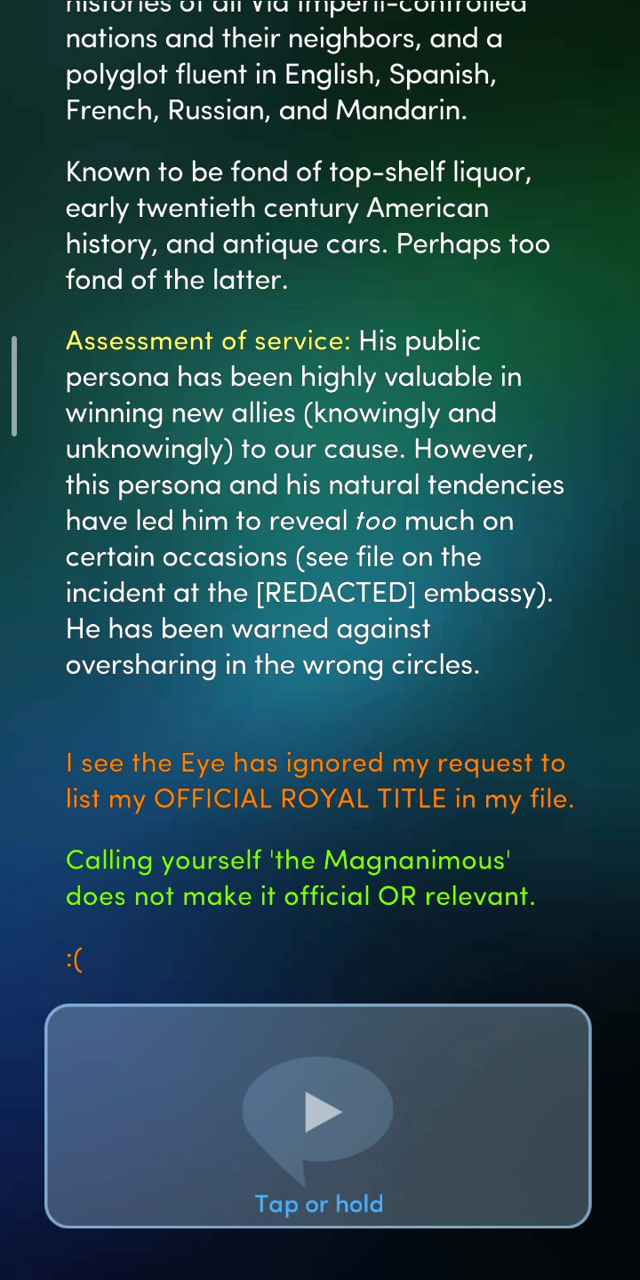 histories of all Via Imperii-controlled
nations and their neighbors, and a
polyglot fluent in English, Spanish,
French, Russian, and Mandarin.
Known to be fond of top-shelf liquor,
early twentieth century American
history, and antique cars. Perhaps too
fond of the latter.
Assessment of service: His public
persona has been highly valuable in
winning new allies (knowingly and
unknowingly) to our cause. However,
this persona and his natural tendencies
have led him to reveal too much on
certain occasions (see file on the
incident at the [REDACTED] embassy).
He has been warned against
oversharing in the wrong circles.
I see the Eye has ignored my request to
list my OFFICIAL ROYAL TITLE in my file.
Calling yourself 'the Magnanimous'
does not make it official OR relevant.
:(
Tap or hold